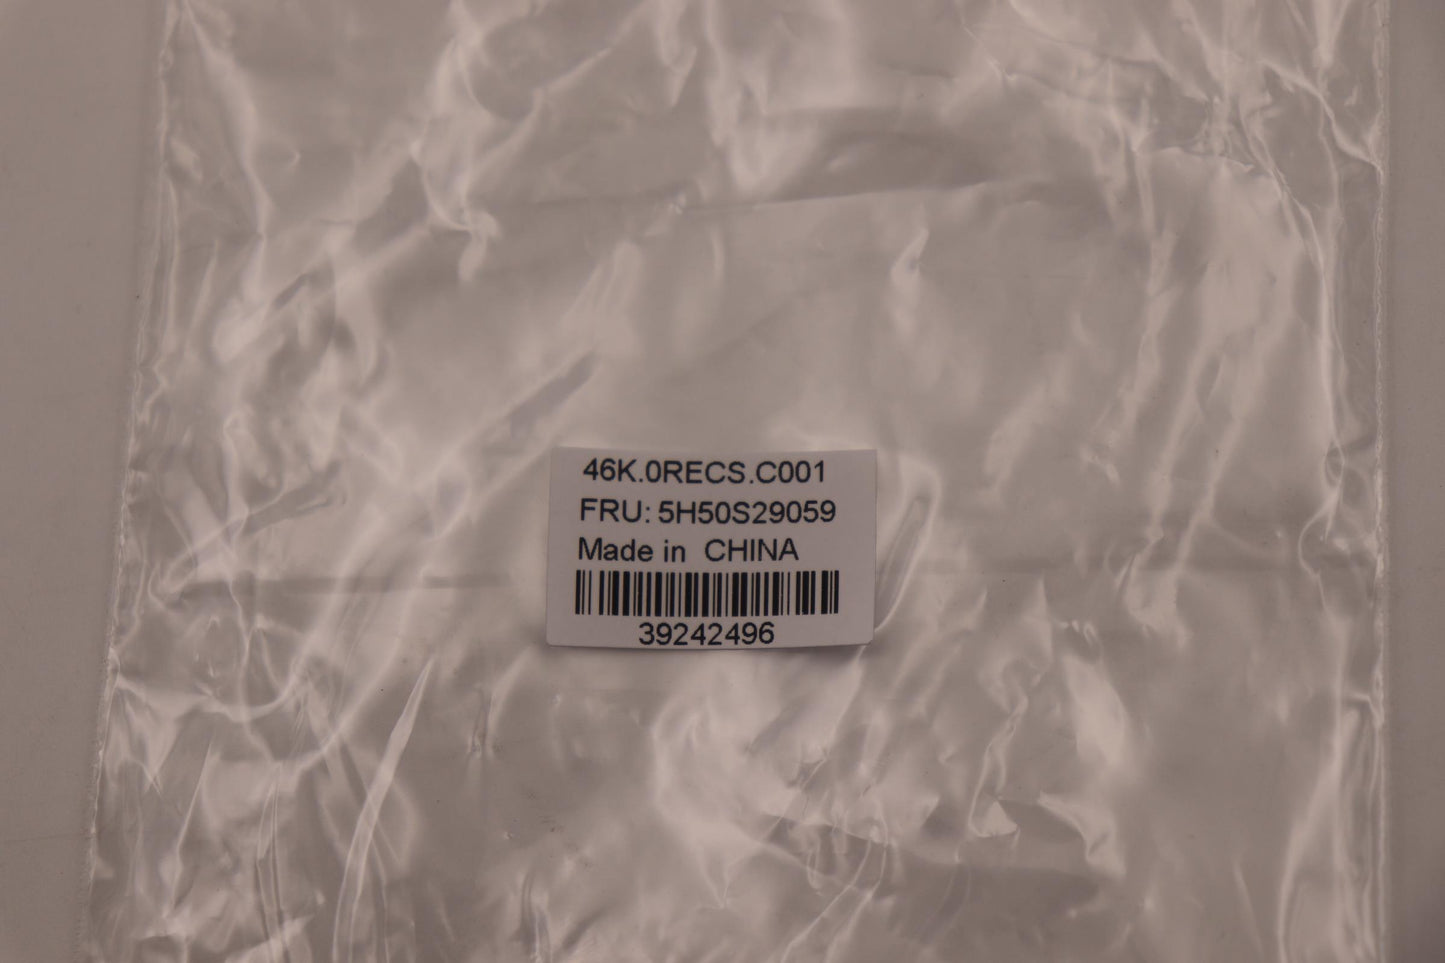 46K.0RECS.C001
FRU: 5H50S29059
Made in CHINA
39242496